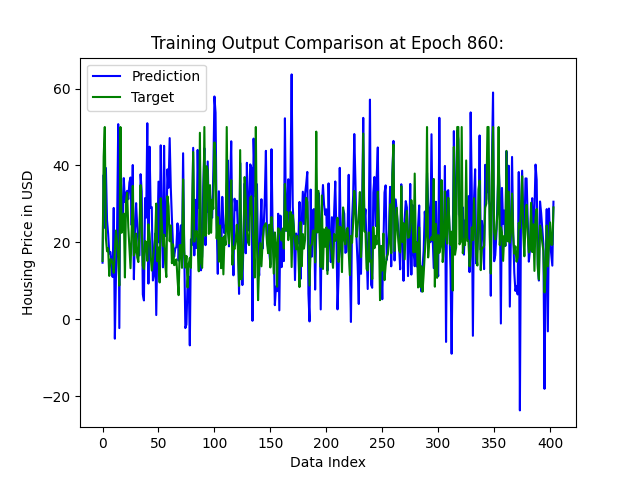 Training Output Comparison at Epoch 860:
Prediction
Target
Housing Price in USD
60
40
20
0
−20
0 50 100 150 200 250 300 350 400
Data Index